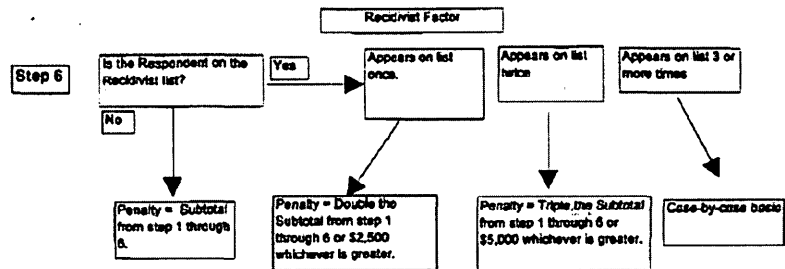 Recidivist Factor
Step 6
Is the Respondent on the
Recidivist list?
Yes
No
Appears on list
once.
Appears on list
twice
Appears on list 3 or
more times
Penalty = Subtotal
from step 1 through
6.
Penalty = Double the
Subtotal from step 1
through 6 or $2,500
whichever is greater.
Penalty = Triple, the Subtotal
from step 1 through 6 or
$5,000 whichever is greater.
Case-by-case basic